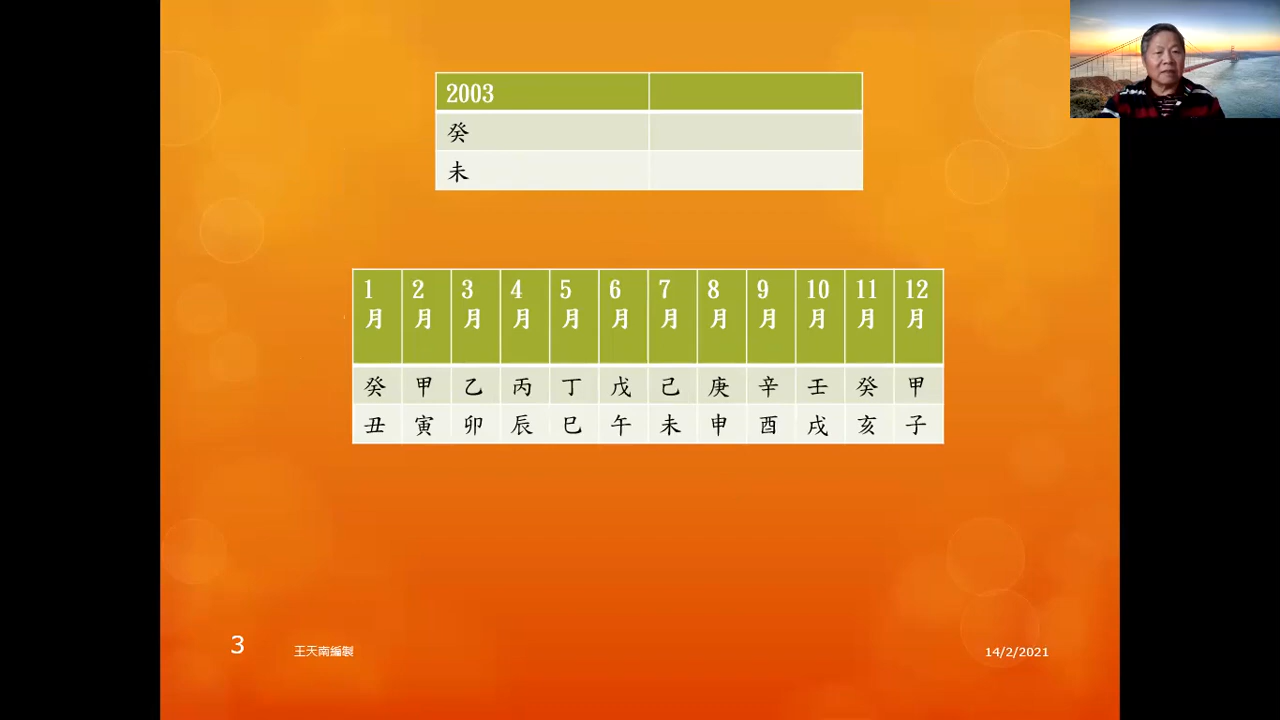 2003
癸
未
1月 2月 3月 4月 5月 6月 7月 8月 9月 10月 11月 12月
癸 甲 乙 丙 丁 戊 己 庚 辛 壬 癸 甲
丑 寅 卯 辰 巳 午 未 申 酉 戌 亥 子
3 王天南編製 14/2/2021